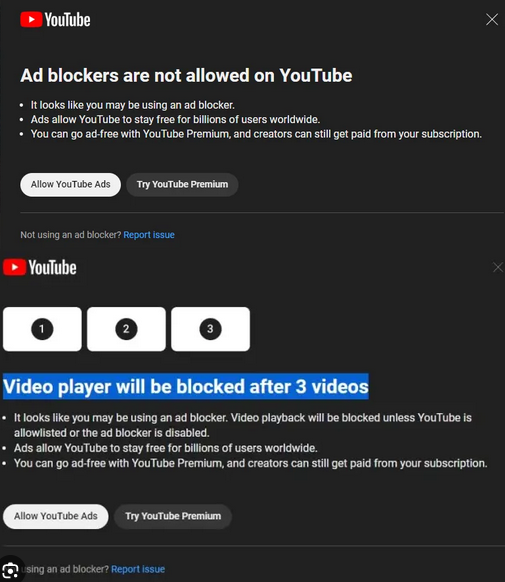 YouTube
Ad blockers are not allowed on YouTube
• It looks like you may be using an ad blocker.
• Ads allow YouTube to stay free for billions of users worldwide.
• You can go ad-free with YouTube Premium, and creators can still get paid from your subscription.
Allow YouTube Ads Try YouTube Premium
Not using an ad blocker? Report issue
YouTube
1 2 3
Video player will be blocked after 3 videos
• It looks like you may be using an ad blocker. Video playback will be blocked unless YouTube is
allowlisted or the ad blocker is disabled.
• Ads allow YouTube to stay free for billions of users worldwide.
• You can go ad-free with YouTube Premium, and creators can still get paid from your subscription.
Allow YouTube Ads Try YouTube Premium
using an ad blocker? Report issue